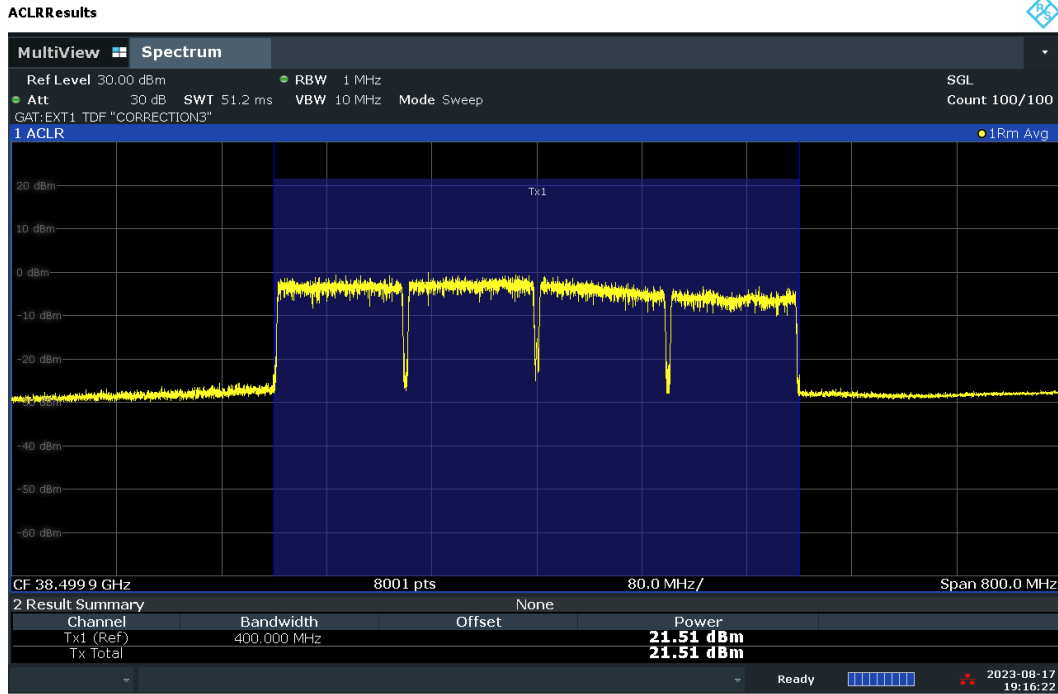 ACLRResults
R&S
MultiView Spectrum
Ref Level 30.00 dBm RBW 1 MHz SGL
Att 30 dB SWT 51.2 ms VBW 10 MHz Mode Sweep Count 100/100
GAT:EXT1 TDF "CORRECTION3"
1 ACLR 1Rm Avg
Tx1
20 dBm
10 dBm
0 dBm
-10 dBm
-20 dBm
-30 dBm
-40 dBm
-50 dBm
-60 dBm
CF 38.4999 GHz 8001 pts 80.0 MHz/ Span 800.0 MHz
2 Result Summary None
Channel Bandwidth Offset Power
Tx1 (Ref) 400.000 MHz 21.51 dBm
Tx Total 21.51 dBm
Ready 2023-08-17
19:16:22